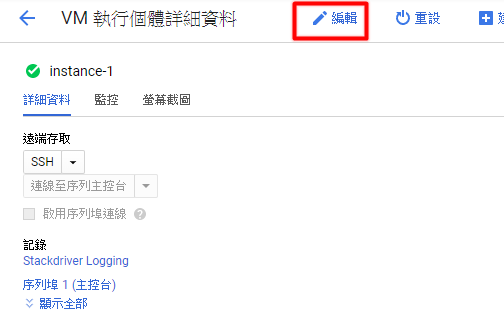 VM 執行個體詳細資料 編輯 重設
instance-1
詳細資料 監控 螢幕截圖
遠端存取
SSH
連線至序列主控台
啟用序列埠連線 ?
記錄
Stackdriver Logging
序列埠 1 (主控台)
顯示全部